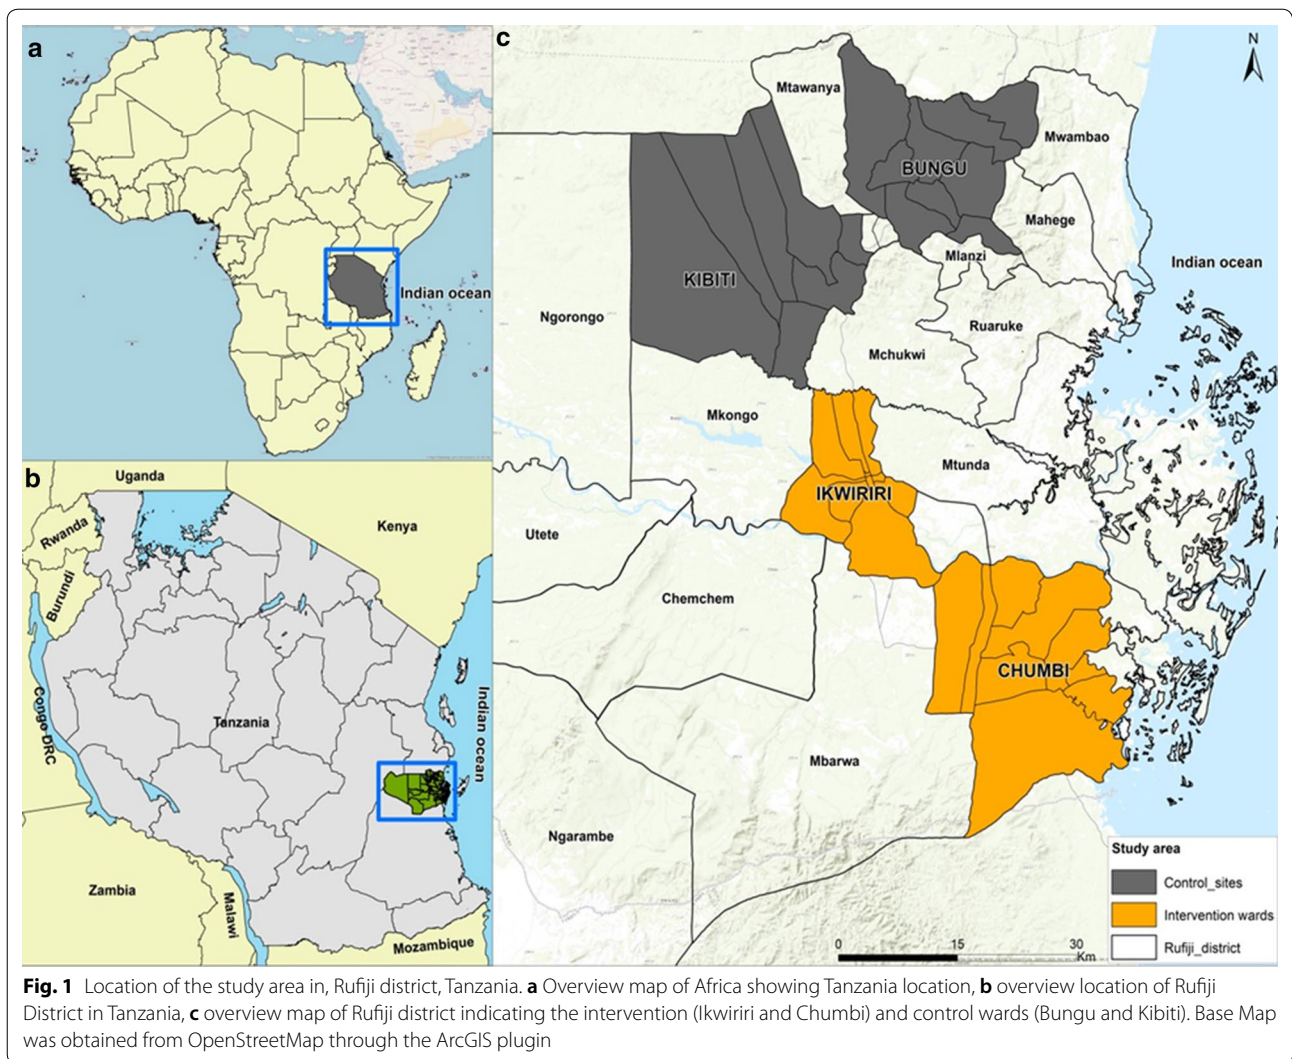 a
Indian ocean
b
Uganda
Rwanda
Kenya
Burundi
Congo DRC
Tanzania
Indian ocean
Zambia
Malawi
Mozambique
c
N
Mtawanya
Mwambao
BUNGU
Mahege
Mlanzi
Indian ocean
KIBITI
Ngorongo
Ruaruke
Mchukwi
Mkongo
Mtunda
IKWIRIRI
Utete
Chemchem
CHUMBI
Mbarwa
Ngarambe
Study area
Control_sites
Intervention wards
Rufiji_district
0 15 30
Km
Fig. 1 Location of the study area in, Rufiji district, Tanzania. a Overview map of Africa showing Tanzania location, b overview location of Rufiji
District in Tanzania, c overview map of Rufiji district indicating the intervention (Ikwiriri and Chumbi) and control wards (Bungu and Kibiti). Base Map
was obtained from OpenStreetMap through the ArcGIS plugin